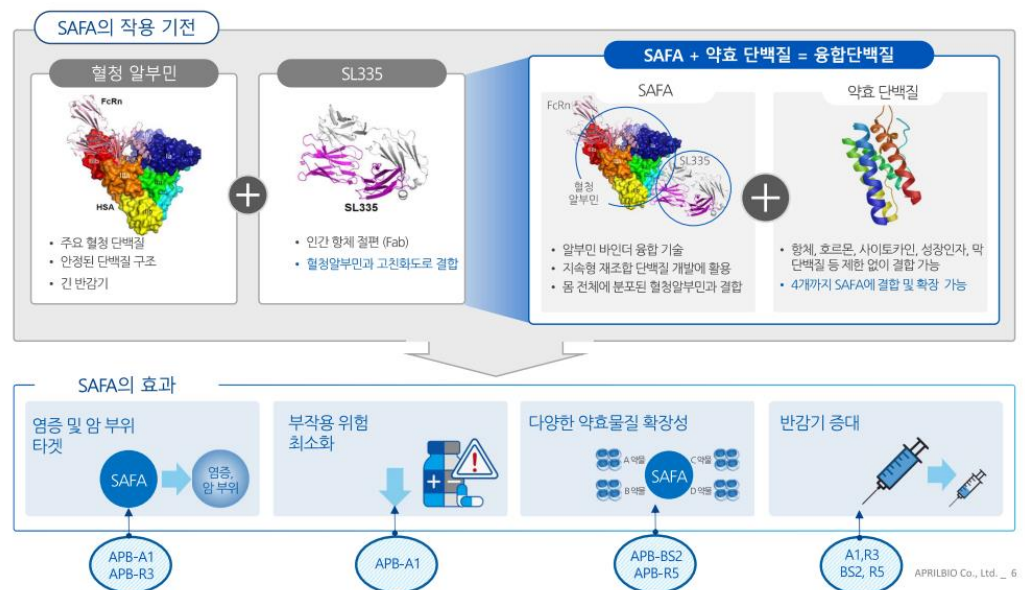 SAFA의 작용 기전
혈청 알부민
FcRn
HSA
• 주요 혈청 단백질
• 안정된 단백질 구조
• 긴 반감기
SL335
SL335
• 인간 항체 절편 (Fab)
• 혈청알부민과 고친화도로 결합
SAFA + 약효 단백질 = 융합단백질
SAFA
FcRn
SL335
혈청
알부민
• 알부민 바인더 융합 기술
• 지속형 재조합 단백질 개발에 활용
• 몸 전체에 분포된 혈청알부민과 결합
약효 단백질
• 항체, 호르몬, 사이토카인, 성장인자, 막
단백질 등 제한 없이 결합 가능
• 4개까지 SAFA에 결합 및 확장 가능
SAFA의 효과
염증 및 암 부위
타겟
SAFA
염증,
암 부위
APB-A1
APB-R3
부작용 위험
최소화
APB-A1
다양한 약효물질 확장성
A 약물
C약물
SAFA
B 약물
D약물
APB-BS2
APB-R5
반감기 증대
A1,R3
BS2, R5
APRILBIO Co., Ltd. _ 6